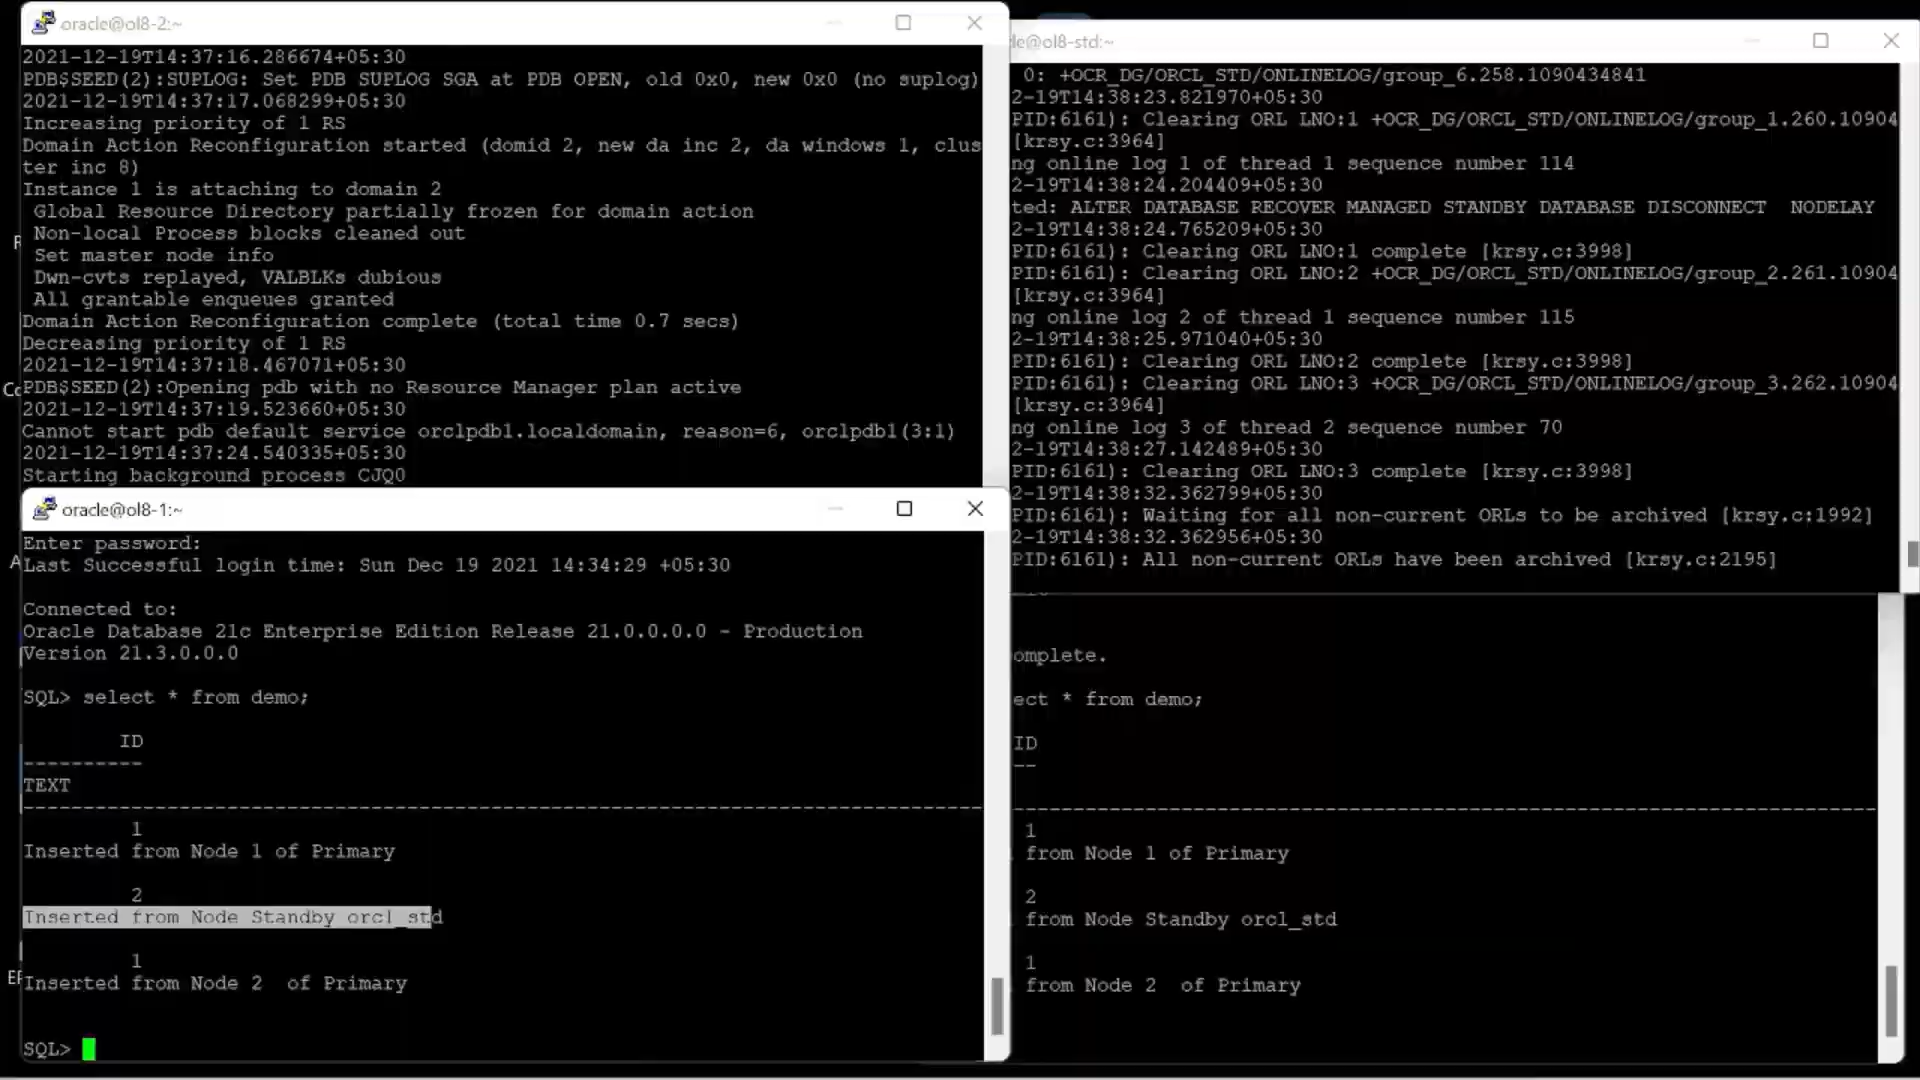 oracle@ol8-2:~
2021-12-19T14:37:16.286674+05:30
PDB$SEED(2):SUPLOG: Set PDB SUPLOG SGA at PDB OPEN, old 0x0, new 0x0 (no suplog)
2021-12-19T14:37:17.068299+05:30
Increasing priority of 1 RS
Domain Action Reconfiguration started (domid 2, new da inc 2, da windows 1, clus
ter inc 8)
Instance 1 is attaching to domain 2
Global Resource Directory partially frozen for domain action
Non-local Process blocks cleaned out
Set master node info
Dwn-cvts replayed, VALBLKs dubious
All grantable enqueues granted
Domain Action Reconfiguration complete (total time 0.7 secs)
Decreasing priority of 1 RS
2021-12-19T14:37:18.467071+05:30
PDB$SEED(2):Opening pdb with no Resource Manager plan active
2021-12-19T14:37:19.523660+05:30
Cannot start pdb default service orclpdb1.localdomain, reason=6, orclpdb1(3:1)
2021-12-19T14:37:24.540335+05:30
Starting background process CJQ0
le@ol8-std:~
0: +OCR_DG/ORCL_STD/ONLINELOG/group_6.258.1090434841
2-19T14:38:23.821970+05:30
PID:6161): Clearing ORL LNO:1 +OCR_DG/ORCL_STD/ONLINELOG/group_1.260.10904
[krsy.c:3964]
ng online log 1 of thread 1 sequence number 114
2-19T14:38:24.204409+05:30
ted: ALTER DATABASE RECOVER MANAGED STANDBY DATABASE DISCONNECT  NODELAY
2-19T14:38:24.765209+05:30
PID:6161): Clearing ORL LNO:1 complete [krsy.c:3998]
PID:6161): Clearing ORL LNO:2 +OCR_DG/ORCL_STD/ONLINELOG/group_2.261.10904
[krsy.c:3964]
ng online log 2 of thread 1 sequence number 115
2-19T14:38:25.971040+05:30
PID:6161): Clearing ORL LNO:2 complete [krsy.c:3998]
PID:6161): Clearing ORL LNO:3 +OCR_DG/ORCL_STD/ONLINELOG/group_3.262.10904
[krsy.c:3964]
ng online log 3 of thread 2 sequence number 70
2-19T14:38:27.142489+05:30
PID:6161): Clearing ORL LNO:3 complete [krsy.c:3998]
2-19T14:38:32.362799+05:30
PID:6161): Waiting for all non-current ORLs to be archived [krsy.c:1992]
2-19T14:38:32.362956+05:30
PID:6161): All non-current ORLs have been archived [krsy.c:2195]
oracle@ol8-1:~
Enter password:
Last Successful login time: Sun Dec 19 2021 14:34:29 +05:30
Connected to:
Oracle Database 21c Enterprise Edition Release 21.0.0.0.0 - Production
Version 21.3.0.0.0
SQL> select * from demo;
ID
----------
TEXT
--------------------------------------------------------------------------------
1
Inserted from Node 1 of Primary
2
Inserted from Node Standby orcl_std
1
Inserted from Node 2  of Primary
SQL>
omplete.
ect * from demo;
ID
--
------------------------------------------------------------------------
1
from Node 1 of Primary
2
from Node Standby orcl_std
1
from Node 2  of Primary